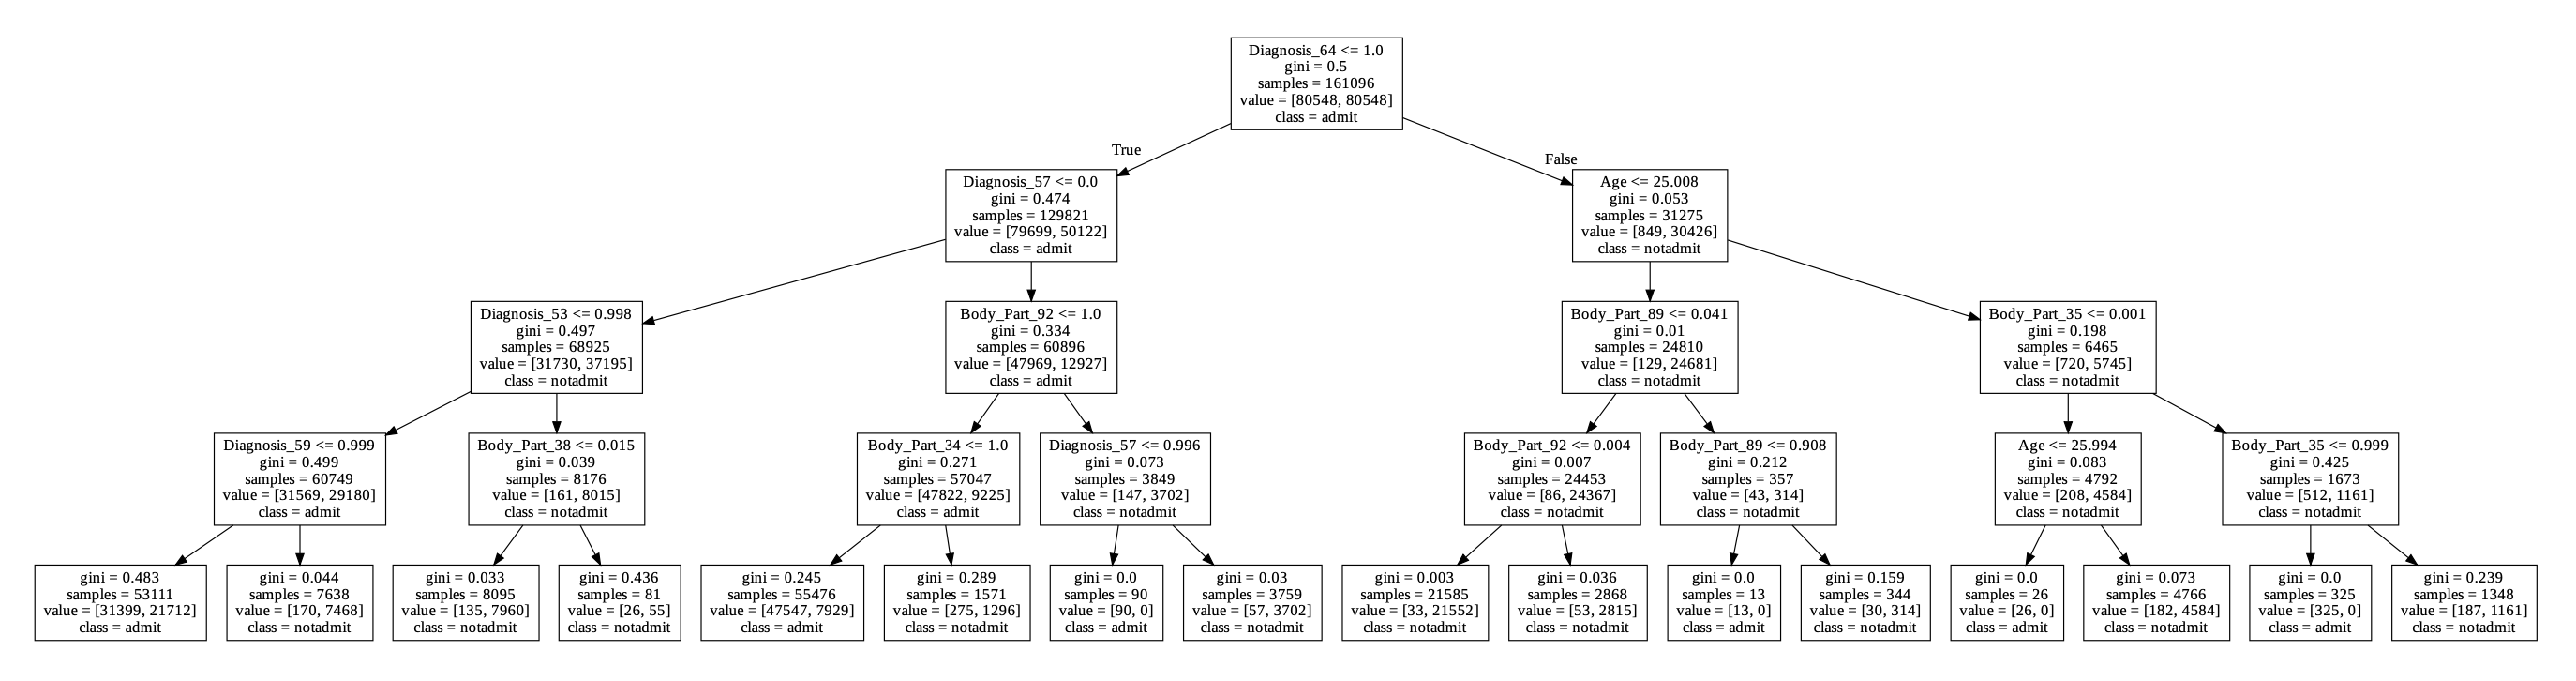 Diagnosis_64 <= 1.0
gini = 0.5
samples = 161096
value = [80548, 80548]
class = admit
True
False
Diagnosis_57 <= 0.0
gini = 0.474
samples = 129821
value = [79699, 50122]
class = admit
Age <= 25.008
gini = 0.053
samples = 31275
value = [849, 30426]
class = notadmit
Diagnosis_53 <= 0.998
gini = 0.497
samples = 68925
value = [31730, 37195]
class = notadmit
Body_Part_92 <= 1.0
gini = 0.334
samples = 60896
value = [47969, 12927]
class = admit
Body_Part_89 <= 0.041
gini = 0.01
samples = 24810
value = [129, 24681]
class = notadmit
Body_Part_35 <= 0.001
gini = 0.198
samples = 6465
value = [720, 5745]
class = notadmit
Diagnosis_59 <= 0.999
gini = 0.499
samples = 60749
value = [31569, 29180]
class = admit
Body_Part_38 <= 0.015
gini = 0.039
samples = 8176
value = [161, 8015]
class = notadmit
Body_Part_34 <= 1.0
gini = 0.271
samples = 57047
value = [47822, 9225]
class = admit
Diagnosis_57 <= 0.996
gini = 0.073
samples = 3849
value = [147, 3702]
class = notadmit
Body_Part_92 <= 0.004
gini = 0.007
samples = 24453
value = [86, 24367]
class = notadmit
Body_Part_89 <= 0.908
gini = 0.212
samples = 357
value = [43, 314]
class = notadmit
Age <= 25.994
gini = 0.083
samples = 4792
value = [208, 4584]
class = notadmit
Body_Part_35 <= 0.999
gini = 0.425
samples = 1673
value = [512, 1161]
class = notadmit
gini = 0.483
samples = 53111
value = [31399, 21712]
class = admit
gini = 0.044
samples = 7638
value = [170, 7468]
class = notadmit
gini = 0.033
samples = 8095
value = [135, 7960]
class = notadmit
gini = 0.436
samples = 81
value = [26, 55]
class = notadmit
gini = 0.245
samples = 55476
value = [47547, 7929]
class = admit
gini = 0.289
samples = 1571
value = [275, 1296]
class = notadmit
gini = 0.0
samples = 90
value = [90, 0]
class = admit
gini = 0.03
samples = 3759
value = [57, 3702]
class = notadmit
gini = 0.003
samples = 21585
value = [33, 21552]
class = notadmit
gini = 0.036
samples = 2868
value = [53, 2815]
class = notadmit
gini = 0.0
samples = 13
value = [13, 0]
class = admit
gini = 0.159
samples = 344
value = [30, 314]
class = notadmit
gini = 0.0
samples = 26
value = [26, 0]
class = admit
gini = 0.073
samples = 4766
value = [182, 4584]
class = notadmit
gini = 0.0
samples = 325
value = [325, 0]
class = admit
gini = 0.239
samples = 1348
value = [187, 1161]
class = notadmit